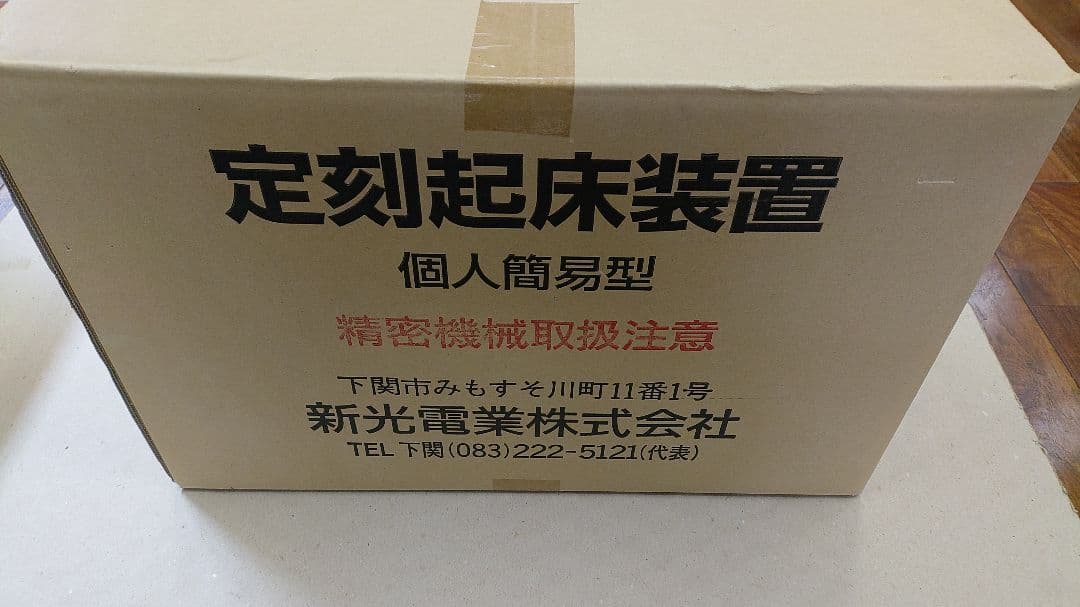 定刻起床装置
個人簡易型
精密機械取扱注意
下関市みもすそ川町11番1号
新光電業株式会社
TEL 下関(083)222-5121(代表)